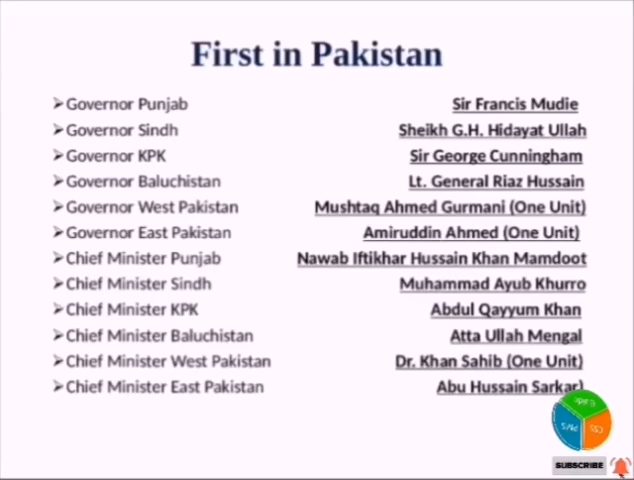 First in Pakistan
➢Governor Punjab Sir Francis Mudie
➢Governor Sindh Sheikh G.H. Hidayat Ullah
➢Governor KPK Sir George Cunningham
➢Governor Baluchistan Lt. General Riaz Hussain
➢Governor West Pakistan Mushtaq Ahmed Gurmani (One Unit)
➢Governor East Pakistan Amiruddin Ahmed (One Unit)
➢Chief Minister Punjab Nawab Iftikhar Hussain Khan Mamdoot
➢Chief Minister Sindh Muhammad Ayub Khurro
➢Chief Minister KPK Abdul Qayyum Khan
➢Chief Minister Baluchistan Atta Ullah Mengal
➢Chief Minister West Pakistan Dr. Khan Sahib (One Unit)
➢Chief Minister East Pakistan Abu Hussain Sarkar)
CSS
SUBSCRIBE